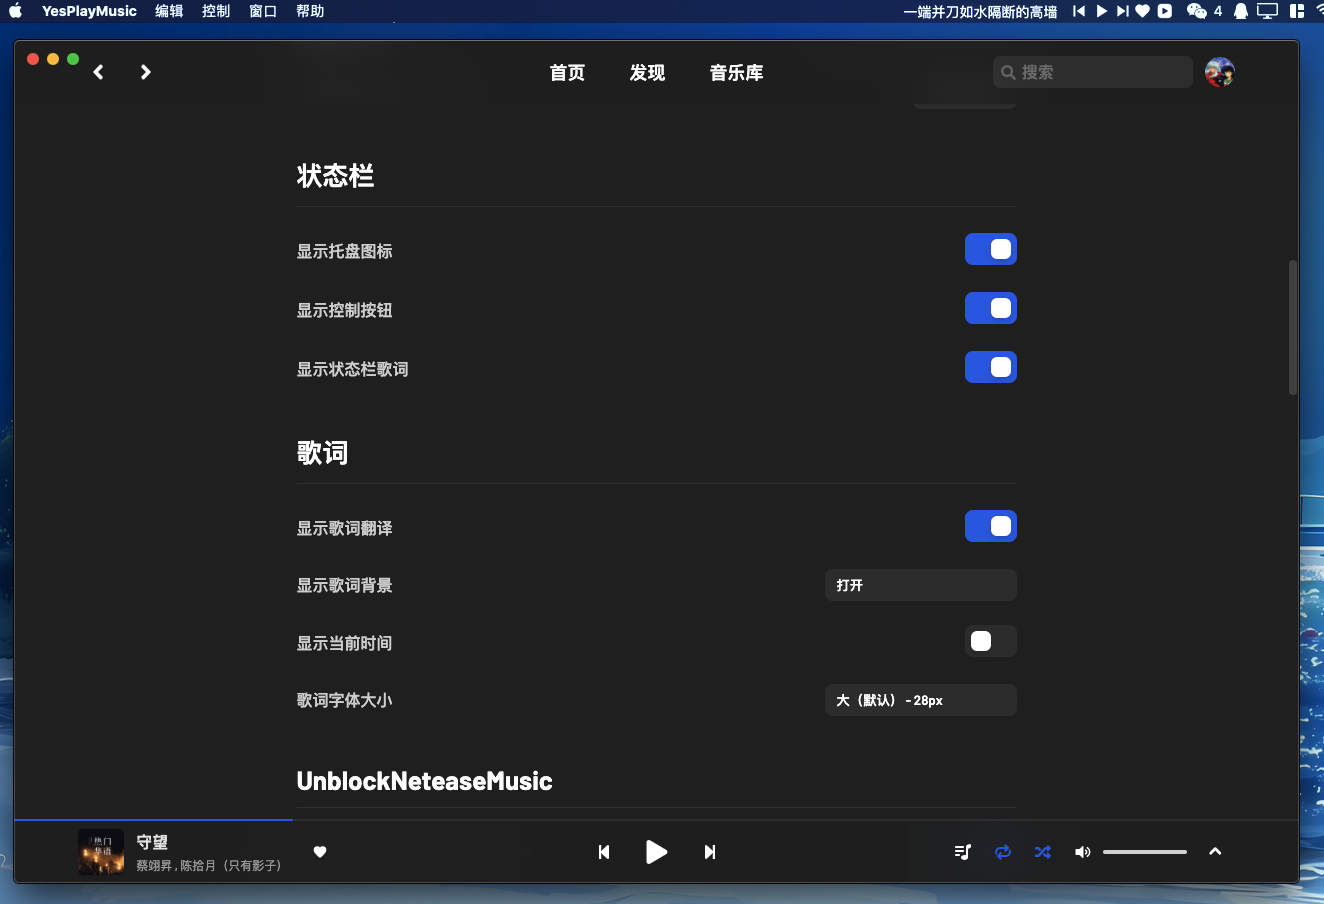 YesPlayMusic 编辑 控制 窗口 帮助 一端并刀如水隔断的高墙 4
首页 发现 音乐库 搜索
状态栏
显示托盘图标
显示控制按钮
显示状态栏歌词
歌词
显示歌词翻译
显示歌词背景 打开
显示当前时间
歌词字体大小 大（默认） - 28px
UnblockNeteaseMusic
热门
华语
守望
蔡翊昇 , 陈拾月（只有影子）